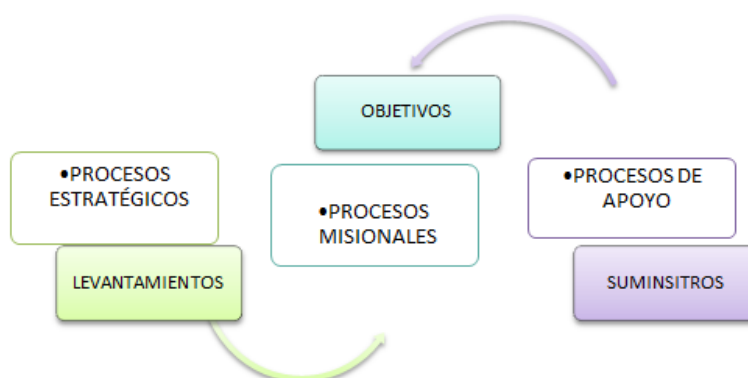 OBJETIVOS
•PROCESOS
ESTRATÉGICOS
LEVANTAMIENTOS
•PROCESOS
MISIONALES
•PROCESOS DE
APOYO
SUMINSITROS